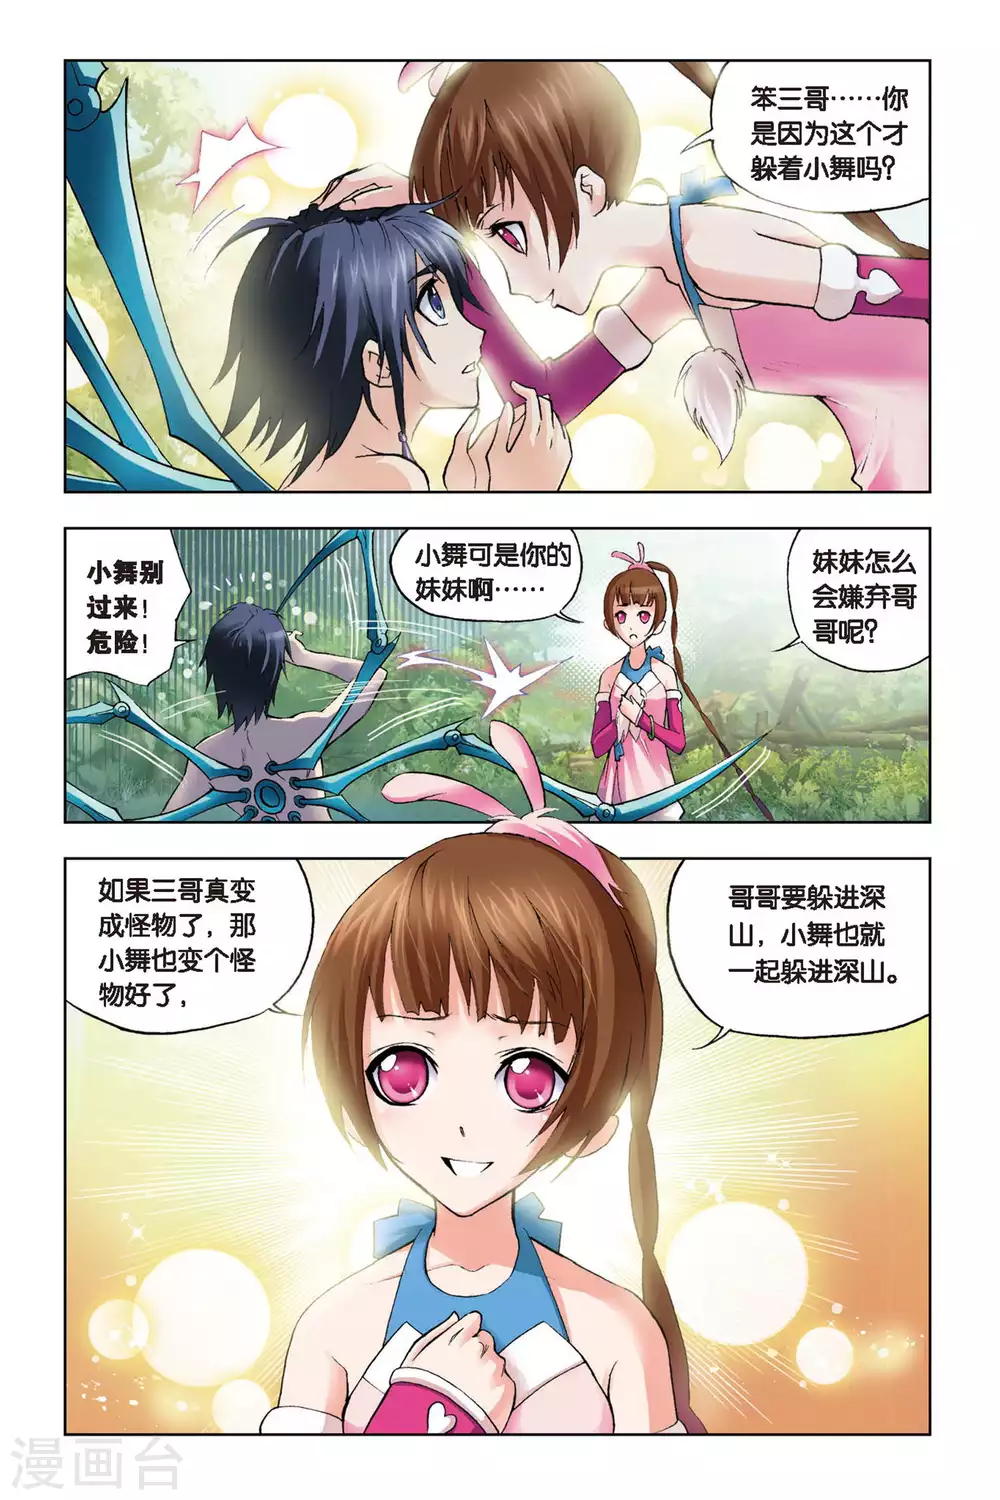 笨三哥……你
是因为这个才
躲着小舞吗？
小舞别
过来！
危险！
小舞可是你的
妹妹啊……
妹妹怎么
会嫌弃哥
哥呢？
如果三哥真变
成怪物了，那
小舞也变个怪
物好了，
哥哥要躲进深
山，小舞也就
一起躲进深山。
漫画台